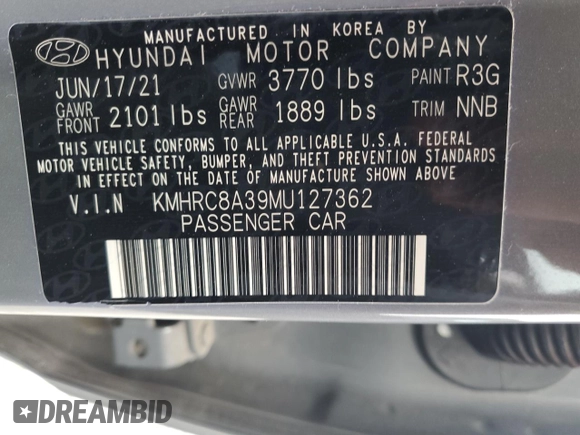 MANUFACTURED IN KOREA BY
HYUNDAI MOTOR COMPANY
JUN/17/21 GVWR 3770 lbs PAINT R3G
GAWR FRONT 2101 lbs GAWR REAR 1889 lbs TRIM NNB
THIS VEHICLE CONFORMS TO ALL APPLICABLE U.S.A. FEDERAL
MOTOR VEHICLE SAFETY, BUMPER, AND THEFT PREVENTION STANDARDS
IN EFFECT ON THE DATE OF MANUFACTURE SHOWN ABOVE
V.I.N KMHRC8A39MU127362
PASSENGER CAR
DREAMBID